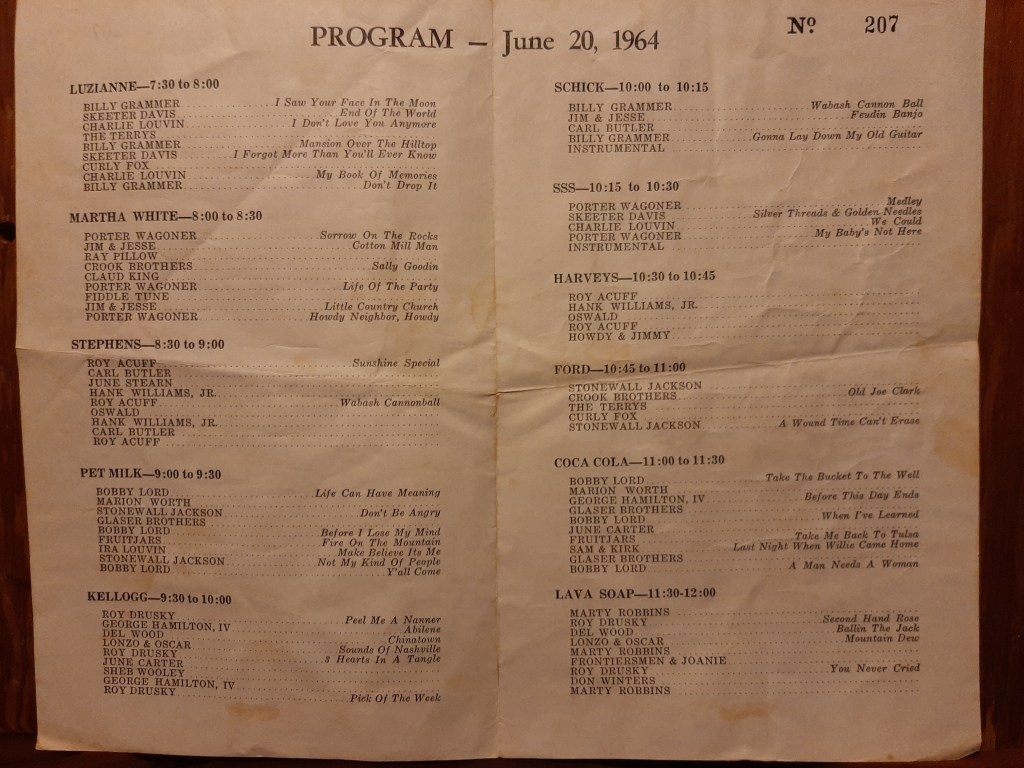 PROGRAM – June 20, 1964
Nº 207
LUZIANNE—7:30 to 8:00
BILLY GRAMMER I Saw Your Face In The Moon
SKEETER DAVIS End Of The World
CHARLIE LOUVIN I Don't Love You Anymore
THE TERRYS
BILLY GRAMMER Mansion Over The Hilltop
SKEETER DAVIS I Forgot More Than You'll Ever Know
CURLY FOX
CHARLIE LOUVIN My Book Of Memories
BILLY GRAMMER Don't Drop It
MARTHA WHITE—8:00 to 8:30
PORTER WAGONER Sorrow On The Rocks
JIM & JESSE Cotton Mill Man
RAY PILLOW
CROOK BROTHERS Sally Goodin
CLAUD KING
PORTER WAGONER Life Of The Party
FIDDLE TUNE
JIM & JESSE Little Country Church
PORTER WAGONER Howdy Neighbor, Howdy
STEPHENS—8:30 to 9:00
ROY ACUFF Sunshine Special
CARL BUTLER
JUNE STEARN
HANK WILLIAMS, JR.
ROY ACUFF Wabash Cannonball
OSWALD
HANK WILLIAMS, JR.
CARL BUTLER
ROY ACUFF
PET MILK—9:00 to 9:30
BOBBY LORD Life Can Have Meaning
MARION WORTH
STONEWALL JACKSON Don't Be Angry
GLASER BROTHERS
BOBBY LORD Before I Lose My Mind
FRUITJARS Fire On The Mountain
IRA LOUVIN Make Believe Its Me
STONEWALL JACKSON Not My Kind Of People
BOBBY LORD Y'all Come
KELLOGG—9:30 to 10:00
ROY DRUSKY Peel Me A Nanner
GEORGE HAMILTON, IV Abilene
DEL WOOD Chinatown
LONZO & OSCAR Sounds Of Nashville
ROY DRUSKY 3 Hearts In A Tangle
JUNE CARTER
SHEB WOOLEY
GEORGE HAMILTON, IV
ROY DRUSKY Pick Of The Week
SCHICK—10:00 to 10:15
BILLY GRAMMER Wabash Cannon Ball
JIM & JESSE Feudin Banjo
CARL BUTLER
BILLY GRAMMER Gonna Lay Down My Old Guitar
INSTRUMENTAL
SSS—10:15 to 10:30
PORTER WAGONER Medley
SKEETER DAVIS Silver Threads & Golden Needles
CHARLIE LOUVIN We Could
PORTER WAGONER My Baby's Not Here
INSTRUMENTAL
HARVEYS—10:30 to 10:45
ROY ACUFF
HANK WILLIAMS, JR.
OSWALD
ROY ACUFF
HOWDY & JIMMY
FORD—10:45 to 11:00
STONEWALL JACKSON
CROOK BROTHERS Old Joe Clark
THE TERRYS
CURLY FOX
STONEWALL JACKSON A Wound Time Can't Erase
COCA COLA—11:00 to 11:30
BOBBY LORD Take The Bucket To The Well
MARION WORTH
GEORGE HAMILTON, IV Before This Day Ends
GLASER BROTHERS
BOBBY LORD When I've Learned
JUNE CARTER
FRUITJARS Take Me Back To Tulsa
SAM & KIRK Last Night When Willie Came Home
GLASER BROTHERS
BOBBY LORD A Man Needs A Woman
LAVA SOAP—11:30-12:00
MARTY ROBBINS
ROY DRUSKY Second Hand Rose
DEL WOOD Ballin The Jack
LONZO & OSCAR Mountain Dew
MARTY ROBBINS
FRONTIERSMEN & JOANIE
ROY DRUSKY You Never Cried
DON WINTERS
MARTY ROBBINS